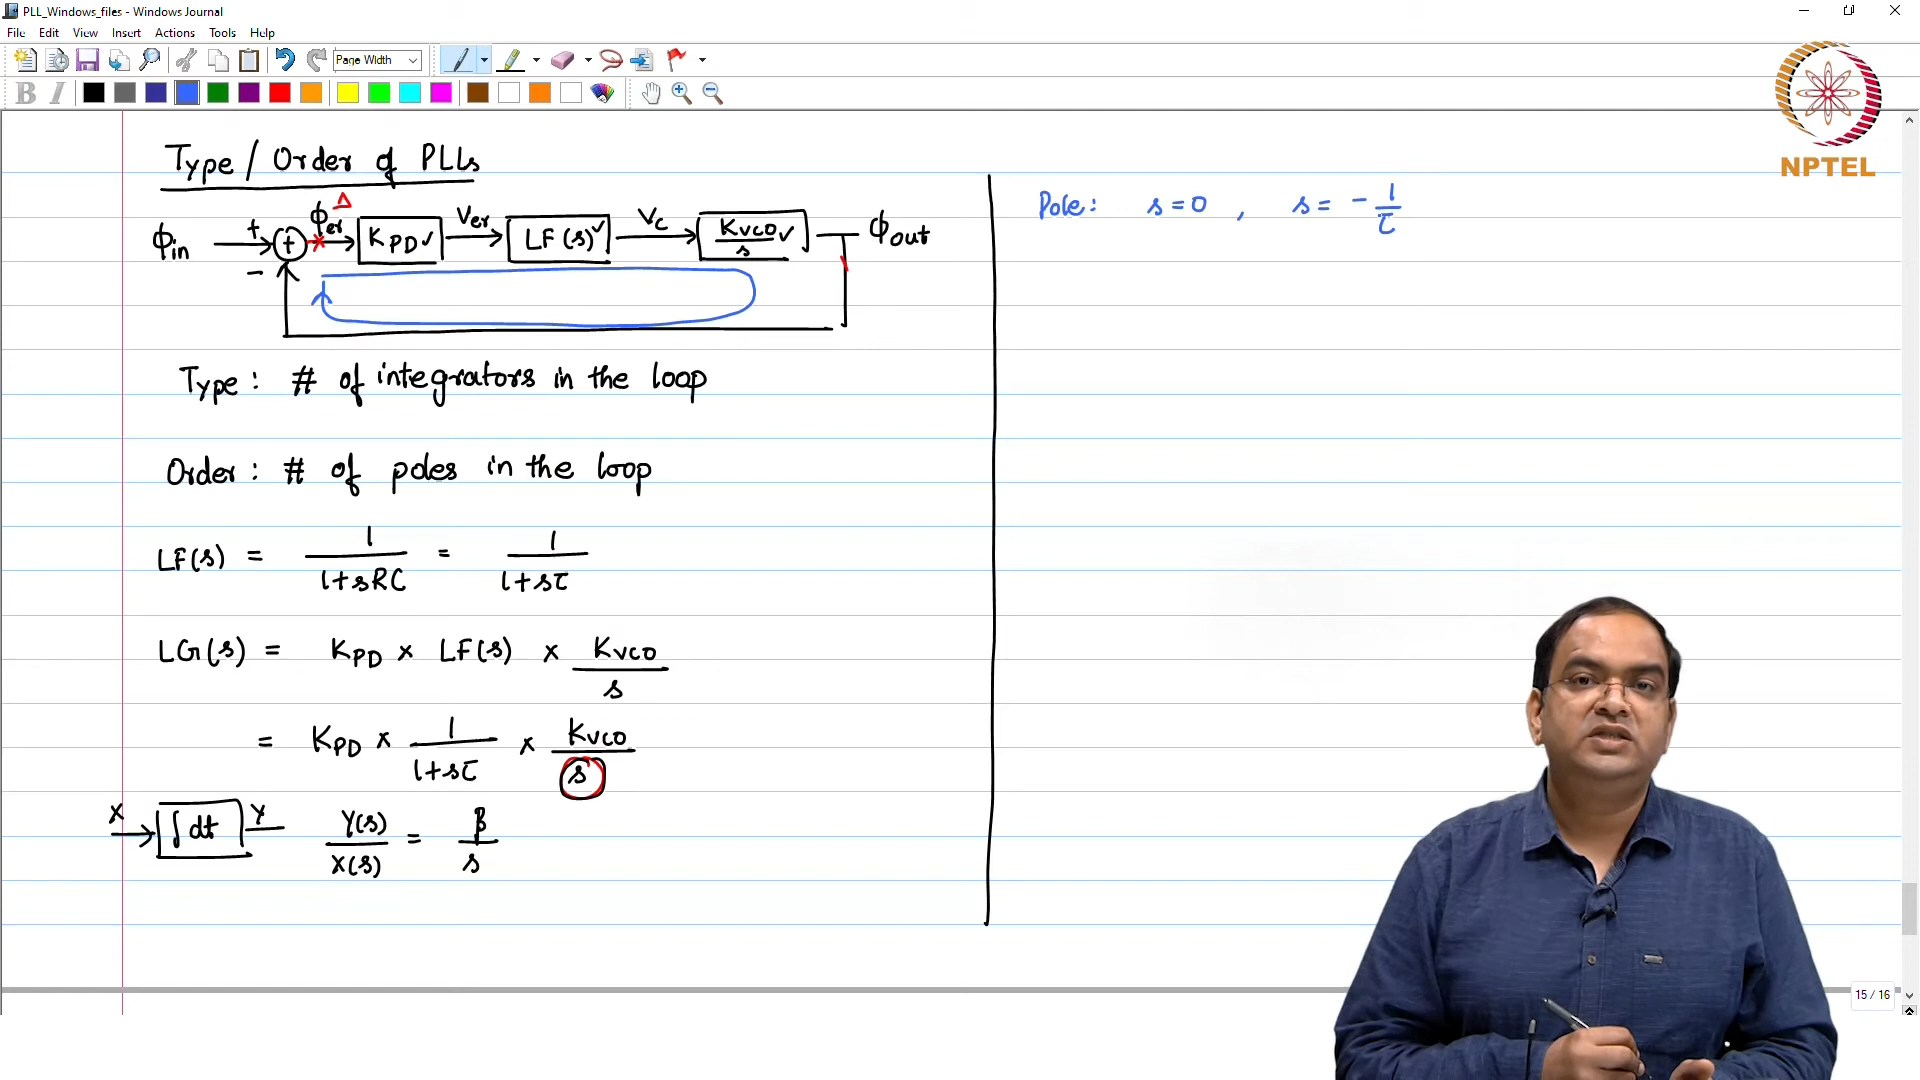 PLL_Windows_files - Windows Journal
File Edit View Insert Actions Tools Help
Page Width
B I
NPTEL
Type / Order of PLLs
Δ
ϕin + - + ϕer KPD ✓ Ver LF(s) ✓ Vc KVCO/s ✓ ϕout
Type : # of integrators in the loop
Order : # of poles in the loop
LF(s) = 1/(1+sRC) = 1/(1+sτ)
LG(s) = KPD × LF(s) × KVCO/s
= KPD × 1/(1+sτ) × KVCO/s
X ∫dt Y Y(s)/X(s) = β/s
Pole : s=0 , s = -1/τ
15 / 16